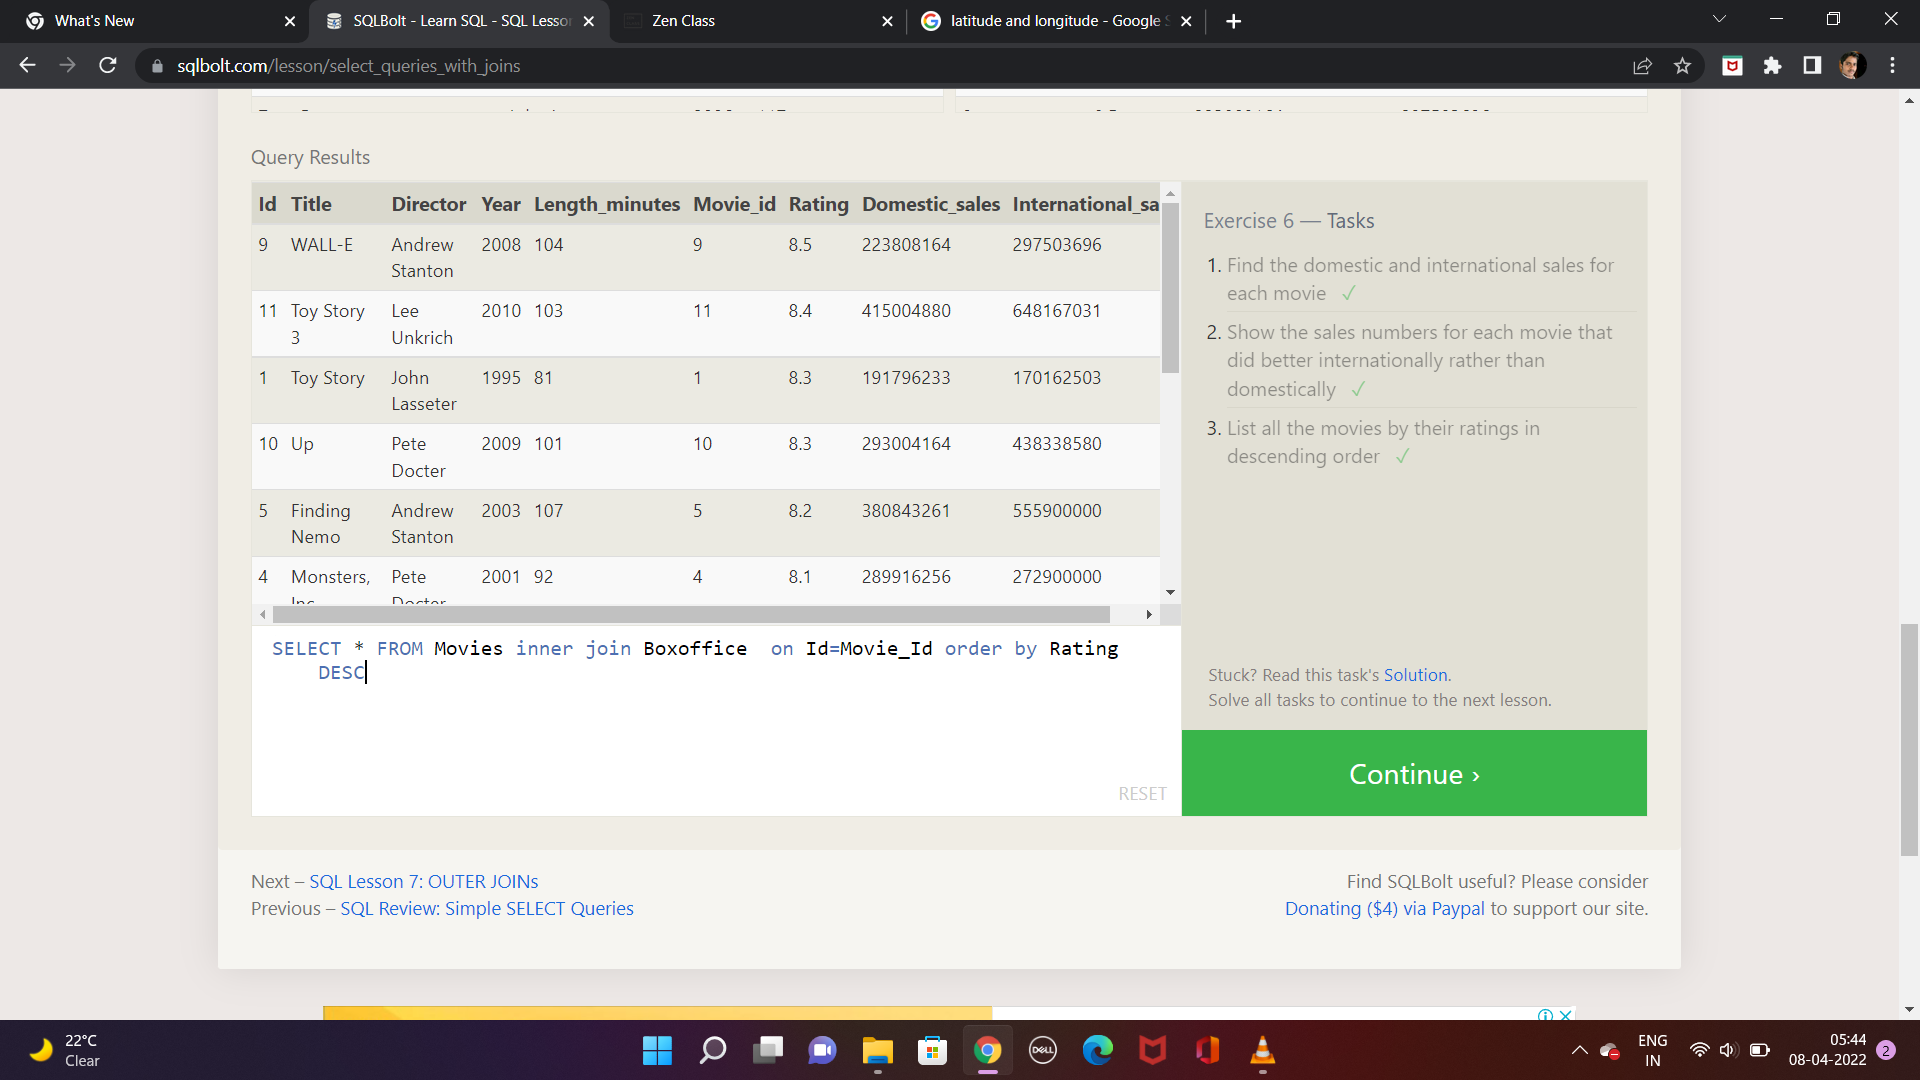 What's New
SQLBolt - Learn SQL - SQL Lesson
Zen Class
latitude and longitude - Google S
sqlbolt.com/lesson/select_queries_with_joins
Query Results
Id Title Director Year Length_minutes Movie_id Rating Domestic_sales International_sa
9 WALL-E Andrew Stanton 2008 104 9 8.5 223808164 297503696
11 Toy Story 3 Lee Unkrich 2010 103 11 8.4 415004880 648167031
1 Toy Story John Lasseter 1995 81 1 8.3 191796233 170162503
10 Up Pete Docter 2009 101 10 8.3 293004164 438338580
5 Finding Nemo Andrew Stanton 2003 107 5 8.2 380843261 555900000
4 Monsters, Inc. Pete Docter 2001 92 4 8.1 289916256 272900000
SELECT * FROM Movies inner join Boxoffice  on Id=Movie_Id order by Rating
DESC
RESET
Exercise 6 — Tasks
1. Find the domestic and international sales for
each movie ✓
2. Show the sales numbers for each movie that
did better internationally rather than
domestically ✓
3. List all the movies by their ratings in
descending order ✓
Stuck? Read this task's Solution.
Solve all tasks to continue to the next lesson.
Continue ›
Next – SQL Lesson 7: OUTER JOINs
Previous – SQL Review: Simple SELECT Queries
Find SQLBolt useful? Please consider
Donating ($4) via Paypal to support our site.
22°C
Clear
DELL
ENG
IN
05:44
08-04-2022
2